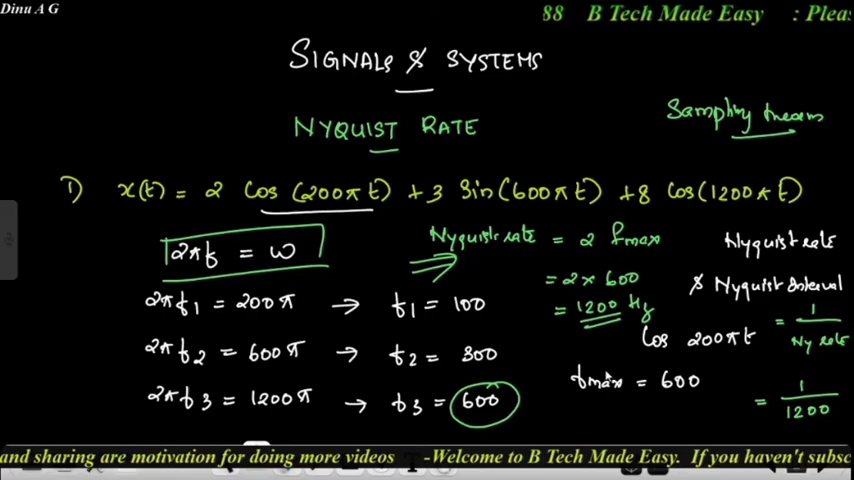 Dinu A G
88 B Tech Made Easy : Pleas
SIGNALS & SYSTEMS
NYQUIST RATE
Sampling theorem
1) x(t) = 2 cos(200πt) + 3 sin(600πt) + 8 cos(1200πt)
2πf = ω
Nyquist rate = 2 fmax
= 2 × 600
= 1200 Hz
Nyquist rate
& Nyquist Interval
= 1/Ny rate
= 1/1200
2πf1 = 200π → f1 = 100
2πf2 = 600π → f2 = 300
2πf3 = 1200π → f3 = 600
cos 200πt
fmax = 600
and sharing are motivation for doing more videos -Welcome to B Tech Made Easy. If you haven't subsc